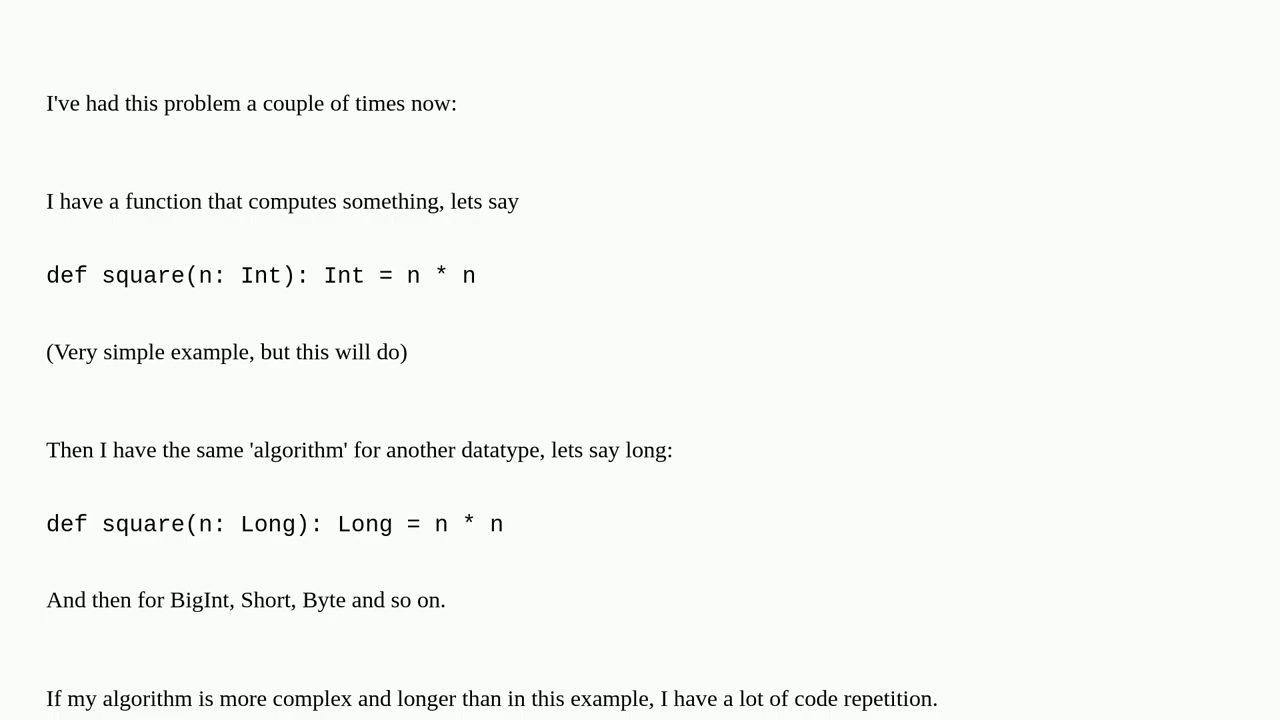 I've had this problem a couple of times now:
I have a function that computes something, lets say
def square(n: Int): Int = n * n
(Very simple example, but this will do)
Then I have the same 'algorithm' for another datatype, lets say long:
def square(n: Long): Long = n * n
And then for BigInt, Short, Byte and so on.
If my algorithm is more complex and longer than in this example, I have a lot of code repetition.